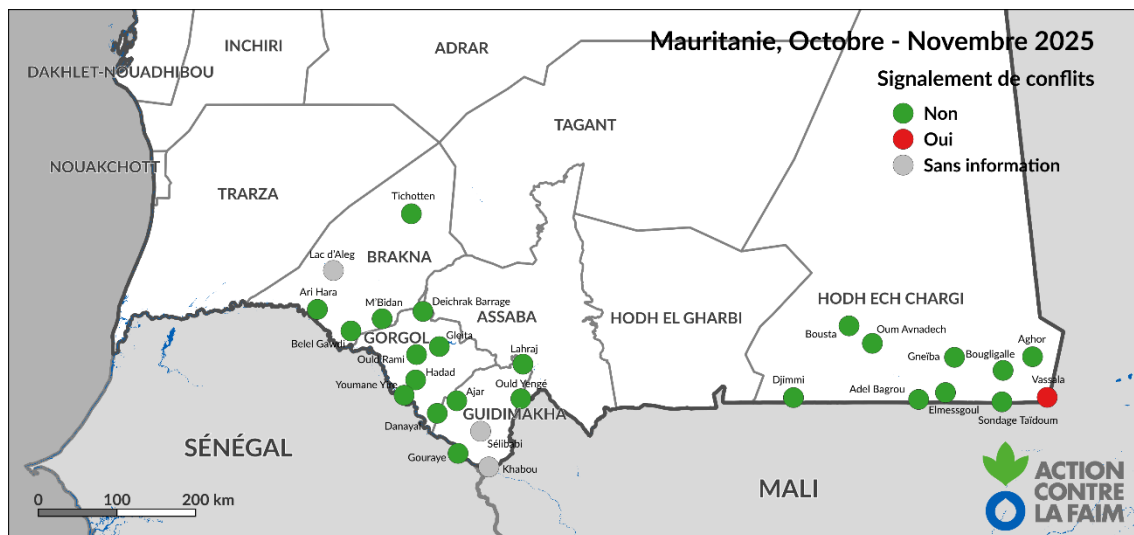 Mauritanie, Octobre - Novembre 2025
Signalement de conflits
Non
Oui
Sans information
INCHIRI
ADRAR
DAKHLET-NOUADHIBOU
TAGANT
NOUAKCHOTT
TRARZA
Tichotten
Lac d'Aleg
BRAKNA
Ari Hara
M'Bidan
Deichrak Barrage
ASSABA
HODH EL GHARBI
HODH ECH CHARGI
Bousta
Oum Avnadech
Aghor
Belel Gawdi
GORGOL
Gleita
Gneïba
Bougligalle
Ould Rami
Lahraj
Vassala
Hadad
Youmane Yire
Ould Yengé
Djimmi
Adel Bagrou
Ajar
Elmessgoul
Danayal
GUIDIMAKHA
Sondage Taïdoum
Sélibabi
SÉNÉGAL
Gouraye
Khabou
MALI
0 100 200 km
ACTION
CONTRE
LA FAIM